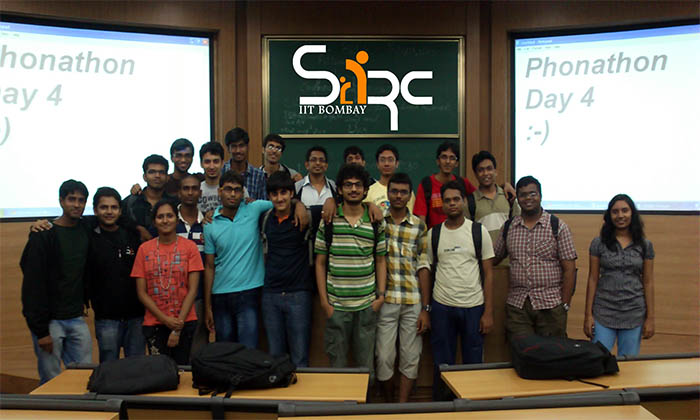 Phonathon
Day 4
:-)
SARC
IIT BOMBAY
Phonathon
Day 4
:-)